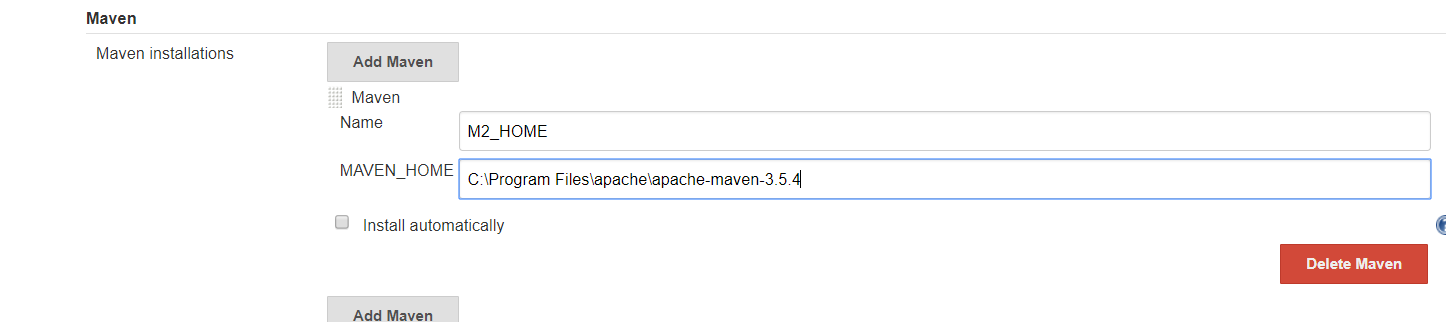 Maven
Maven installations
Add Maven
Maven
Name
M2_HOME
MAVEN_HOME
C:\Program Files\apache\apache-maven-3.5.4
Install automatically
Delete Maven
Add Maven